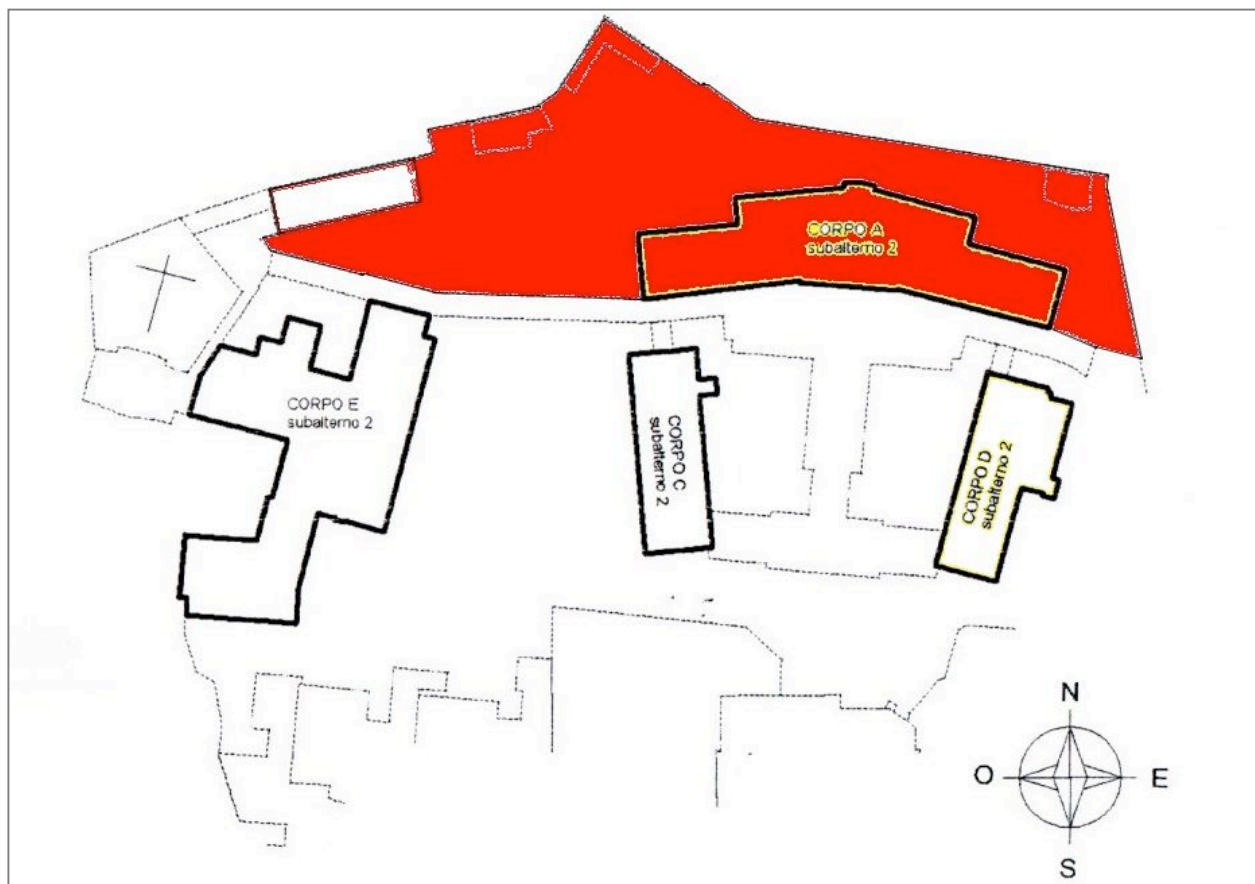 CORPO A
subalterno 2
CORPO E
subalterno 2
CORPO C
subalterno 2
CORPO D
subalterno 2
N
O
E
S